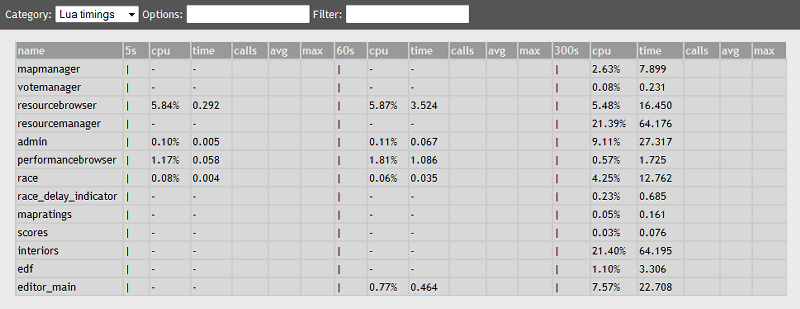 Category: Lua timings Options: Filter:
name 5s cpu time calls avg max 60s cpu time calls avg max 300s cpu time calls avg max
mapmanager | - - | - - | 2.63% 7.899
votemanager | - - | - - | 0.08% 0.231
resourcebrowser | 5.84% 0.292 | 5.87% 3.524 | 5.48% 16.450
resourcemanager | - - | - - | 21.39% 64.176
admin | 0.10% 0.005 | 0.11% 0.067 | 9.11% 27.317
performancebrowser | 1.17% 0.058 | 1.81% 1.086 | 0.57% 1.725
race | 0.08% 0.004 | 0.06% 0.035 | 4.25% 12.762
race_delay_indicator | - - | - - | 0.23% 0.685
mapratings | - - | - - | 0.05% 0.161
scores | - - | - - | 0.03% 0.076
interiors | - - | - - | 21.40% 64.195
edf | - - | - - | 1.10% 3.306
editor_main | - - | 0.77% 0.464 | 7.57% 22.708